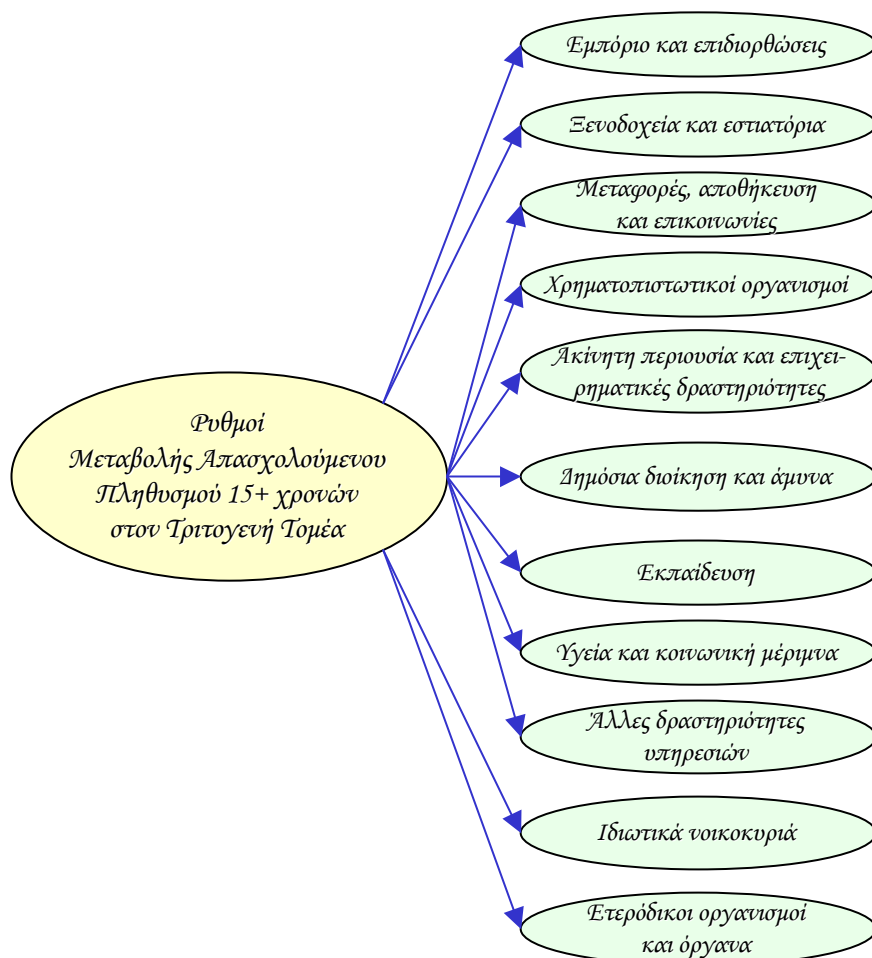 Εμπόριο και επιδιορθώσεις
Ξενοδοχεία και εστιατόρια
Μεταφορές, αποθήκευση
και επικοινωνίες
Χρηματοπιστωτικοί οργανισμοί
Ακίνητη περιουσία και επιχει-
ρηματικές δραστηριότητες
Ρυθμοί
Μεταβολής Απασχολούμενου
Πληθυσμού 15+ χρονών
στον Τριτογενή Τομέα
Δημόσια διοίκηση και άμυνα
Εκπαίδευση
Υγεία και κοινωνική μέριμνα
Άλλες δραστηριότητες
υπηρεσιών
Ιδιωτικά νοικοκυριά
Ετερόδικοι οργανισμοί
και όργανα